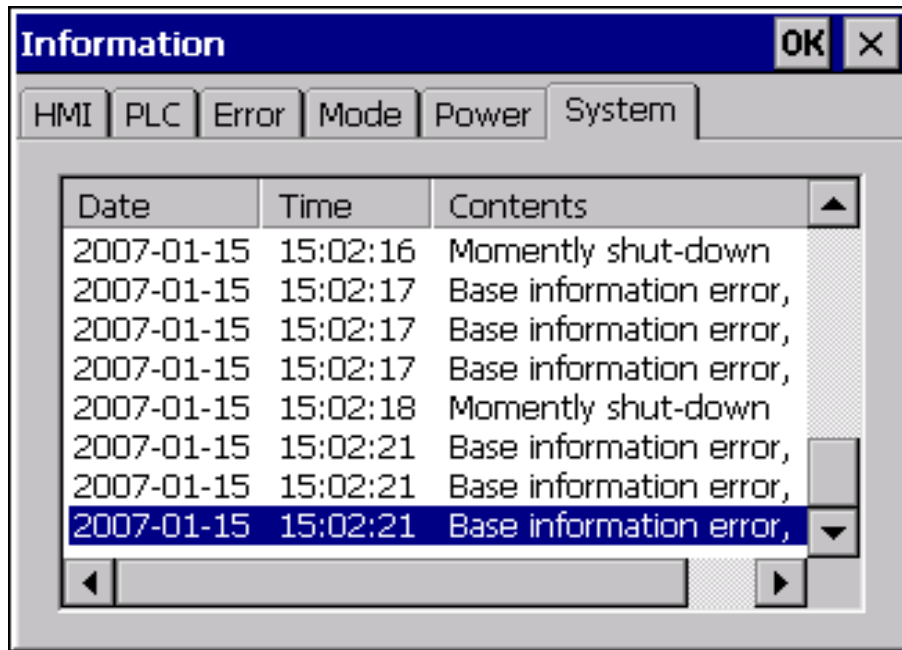 Information OK ×
HMI PLC Error Mode Power System
Date Time Contents
2007-01-15 15:02:16 Momently shut-down
2007-01-15 15:02:17 Base information error,
2007-01-15 15:02:17 Base information error,
2007-01-15 15:02:17 Base information error,
2007-01-15 15:02:18 Momently shut-down
2007-01-15 15:02:21 Base information error,
2007-01-15 15:02:21 Base information error,
2007-01-15 15:02:21 Base information error,